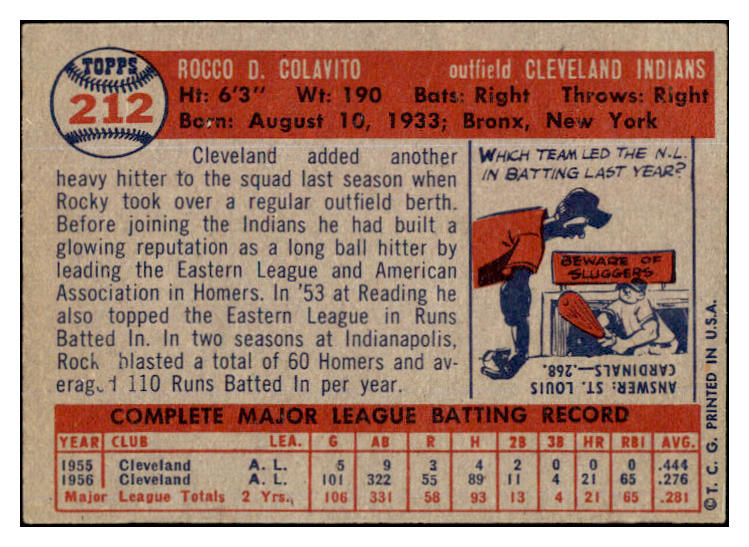 TOPPS
212
ROCCO D. COLAVITO outfield CLEVELAND INDIANS
Ht: 6'3" Wt: 190 Bats: Right Throws: Right
Born: August 10, 1933; Bronx, New York
Cleveland added another
heavy hitter to the squad last season when
Rocky took over a regular outfield berth.
Before joining the Indians he had built a
glowing reputation as a long ball hitter by
leading the Eastern League and American
Association in Homers. In '53 at Reading he
also topped the Eastern League in Runs
Batted In. In two seasons at Indianapolis,
Rock blasted a total of 60 Homers and av-
eraged 110 Runs Batted In per year.
WHICH TEAM LED THE N.L.
IN BATTING LAST YEAR?
BEWARE OF
SLUGGERS
ANSWER: ST. LOUIS
CARDINALS—.268.
COMPLETE MAJOR LEAGUE BATTING RECORD
YEAR CLUB LEA. G AB R H 2B 3B HR RBI AVG.
1955 Cleveland A. L. 5 9 3 4 2 0 0 0 .444
1956 Cleveland A. L. 101 322 55 89 11 4 21 65 .276
Major League Totals 2 Yrs. 106 331 58 93 13 4 21 65 .281
©T. C. G. PRINTED IN U.S.A.